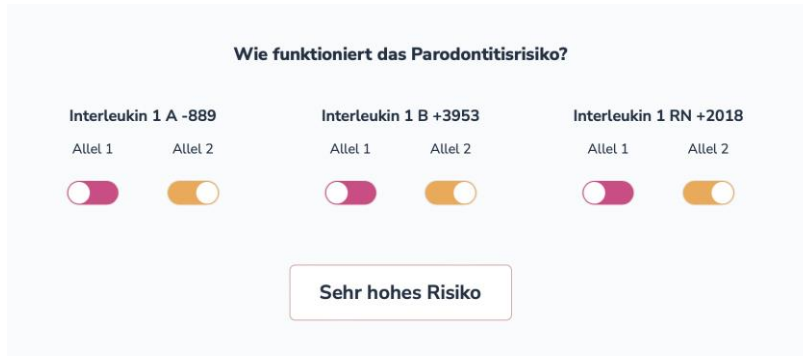 Wie funktioniert das Parodontitisrisiko?
Interleukin 1 A -889
Allel 1 Allel 2
Interleukin 1 B +3953
Allel 1 Allel 2
Interleukin 1 RN +2018
Allel 1 Allel 2
Sehr hohes Risiko